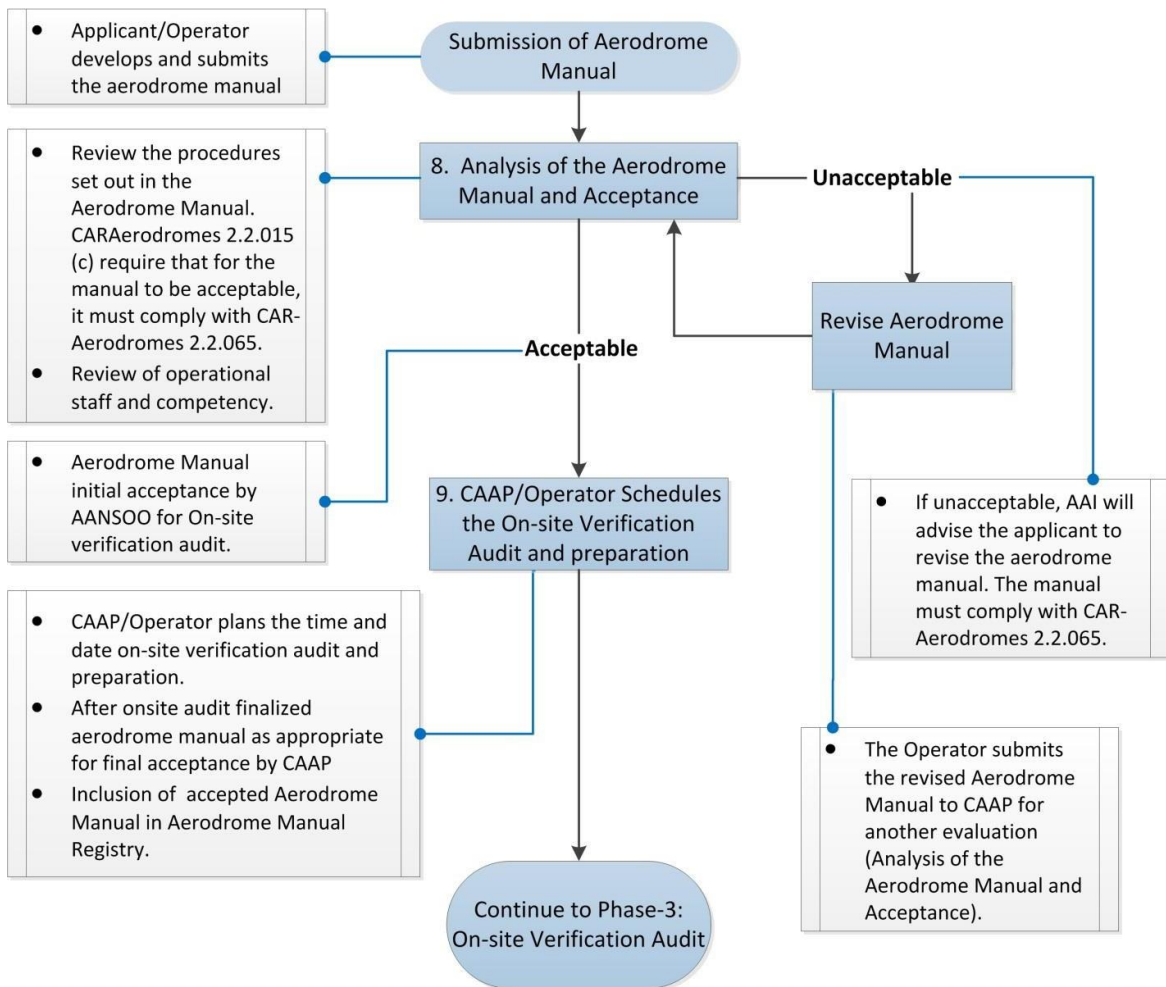 ● Applicant/Operator
develops and submits
the aerodrome manual
Submission of Aerodrome
Manual
● Review the procedures
set out in the
Aerodrome Manual.
CARAerodromes 2.2.015
(c) require that for the
manual to be acceptable,
it must comply with CAR-
Aerodromes 2.2.065.
● Review of operational
staff and competency.
8. Analysis of the Aerodrome
Manual and Acceptance
Unacceptable
Revise Aerodrome
Manual
Acceptable
● Aerodrome Manual
initial acceptance by
AANSOO for On-site
verification audit.
9. CAAP/Operator Schedules
the On-site Verification
Audit and preparation
● If unacceptable, AAI will
advise the applicant to
revise the aerodrome
manual. The manual
must comply with CAR-
Aerodromes 2.2.065.
● CAAP/Operator plans the time and
date on-site verification audit and
preparation.
● After onsite audit finalized
aerodrome manual as appropriate
for final acceptance by CAAP
● Inclusion of accepted Aerodrome
Manual in Aerodrome Manual
Registry.
● The Operator submits
the revised Aerodrome
Manual to CAAP for
another evaluation
(Analysis of the
Aerodrome Manual and
Acceptance).
Continue to Phase-3:
On-site Verification Audit